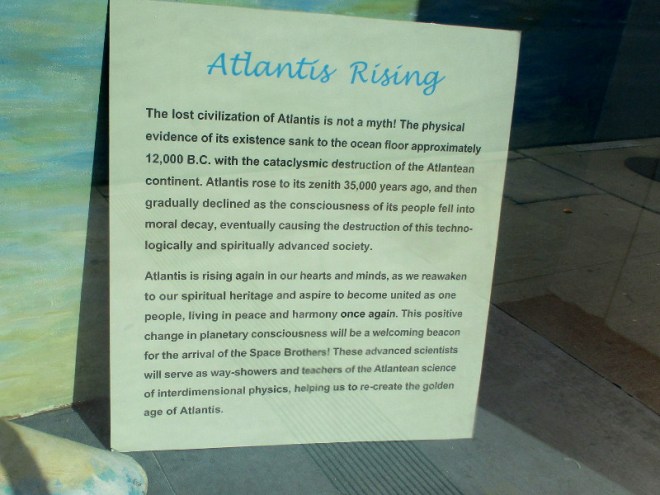 Atlantis Rising
The lost civilization of Atlantis is not a myth! The physical
evidence of its existence sank to the ocean floor approximately
12,000 B.C. with the cataclysmic destruction of the Atlantean
continent. Atlantis rose to its zenith 35,000 years ago, and then
gradually declined as the consciousness of its people fell into
moral decay, eventually causing the destruction of this techno-
logically and spiritually advanced society.
Atlantis is rising again in our hearts and minds, as we reawaken
to our spiritual heritage and aspire to become united as one
people, living in peace and harmony once again. This positive
change in planetary consciousness will be a welcoming beacon
for the arrival of the Space Brothers! These advanced scientists
will serve as way-showers and teachers of the Atlantean science
of interdimensional physics, helping us to re-create the golden
age of Atlantis.